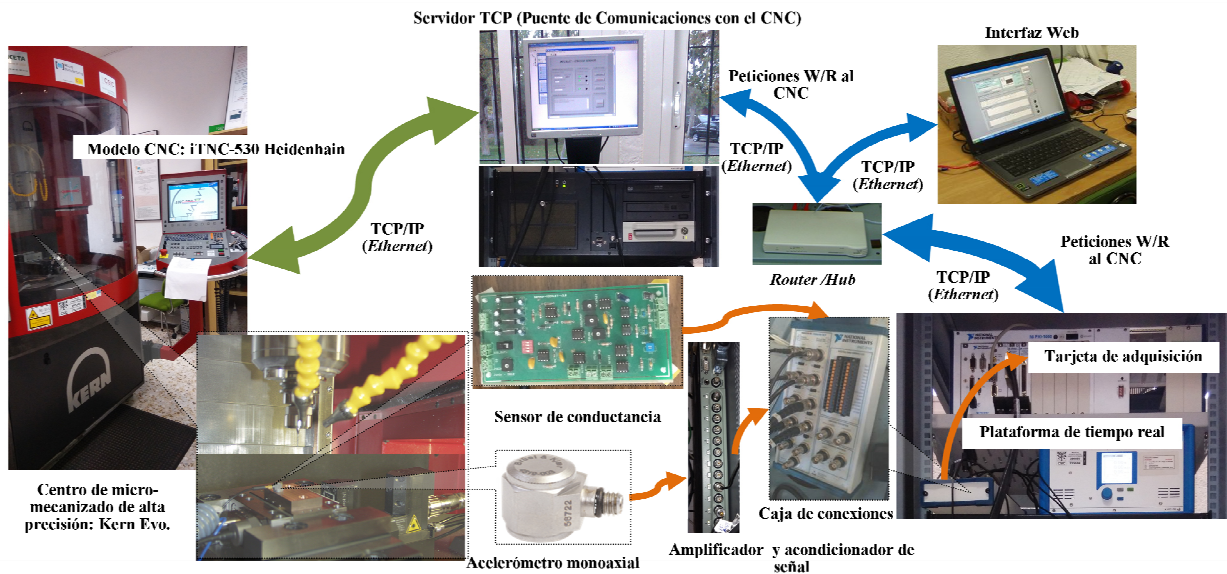 Servidor TCP (Puente de Comunicaciones con el CNC)
Interfaz Web
Peticiones W/R al
CNC
Modelo CNC: iTNC-530 Heidenhain
TCP/IP
(Ethernet)
TCP/IP
(Ethernet)
TCP/IP
(Ethernet)
Router /Hub
Peticiones W/R
al CNC
TCP/IP
(Ethernet)
KERN
Tarjeta de adquisición
Sensor de conductancia
Plataforma de tiempo real
56722
Centro de micro-
mecanizado de alta
precisión: Kern Evo.
Caja de conexiones
Acelerómetro monoaxial
Amplificador y acondicionador de
señal